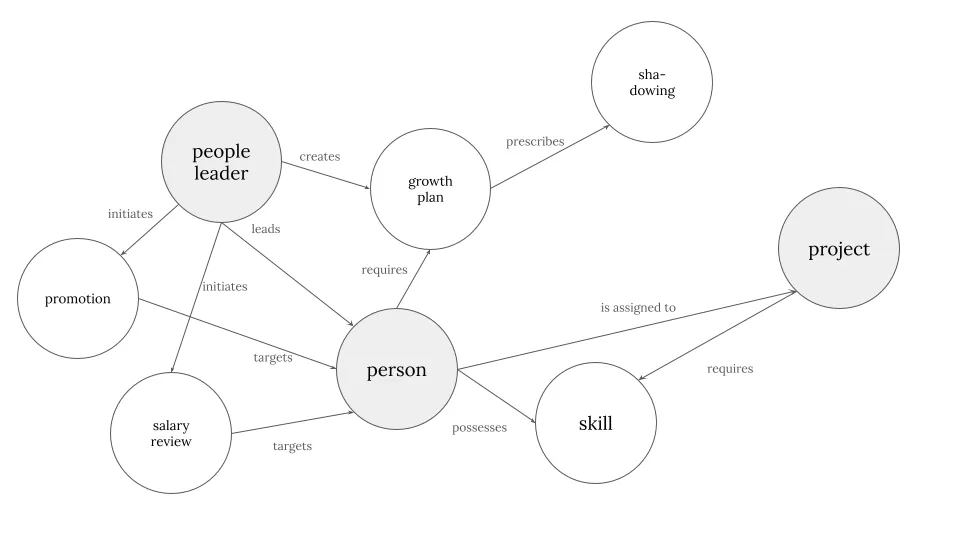 sha-
dowing
prescribes
people
leader
creates
growth
plan
initiates
leads
project
requires
initiates
promotion
is assigned to
targets
person
requires
salary
review
possesses
skill
targets